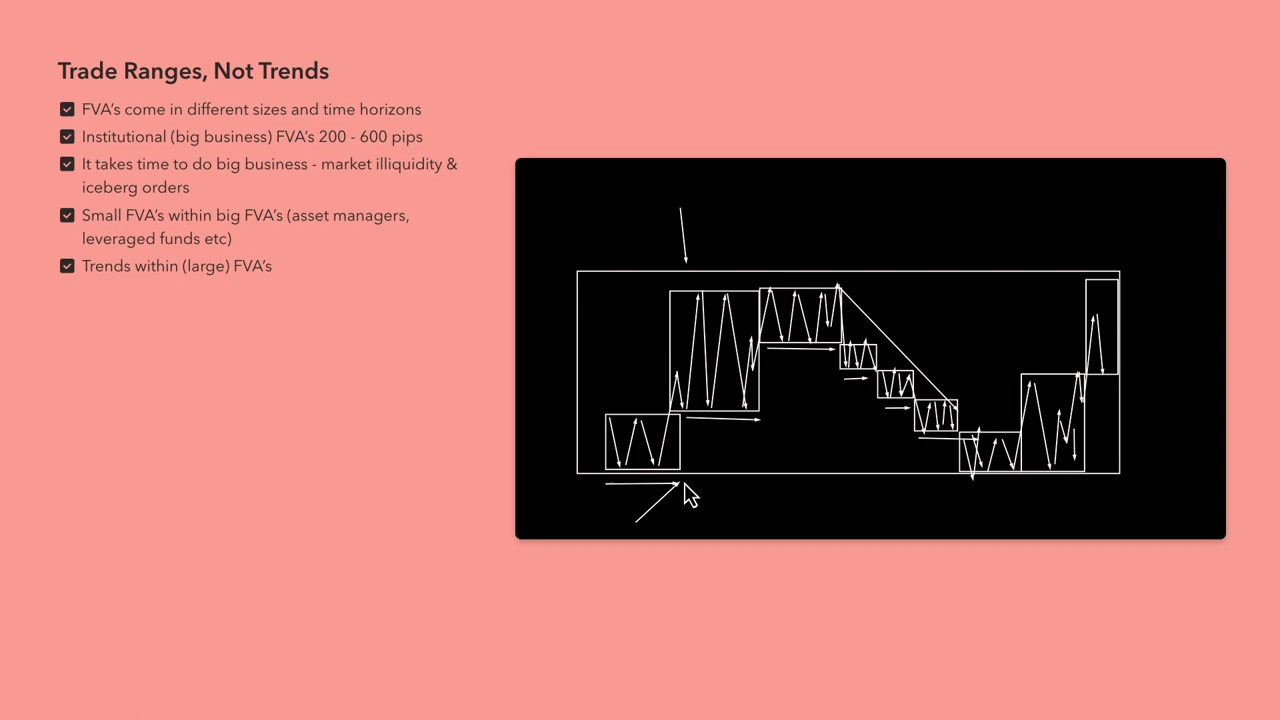 Trade Ranges, Not Trends
FVA's come in different sizes and time horizons
Institutional (big business) FVA's 200 - 600 pips
It takes time to do big business - market illiquidity &
iceberg orders
Small FVA's within big FVA's (asset managers,
leveraged funds etc)
Trends within (large) FVA's